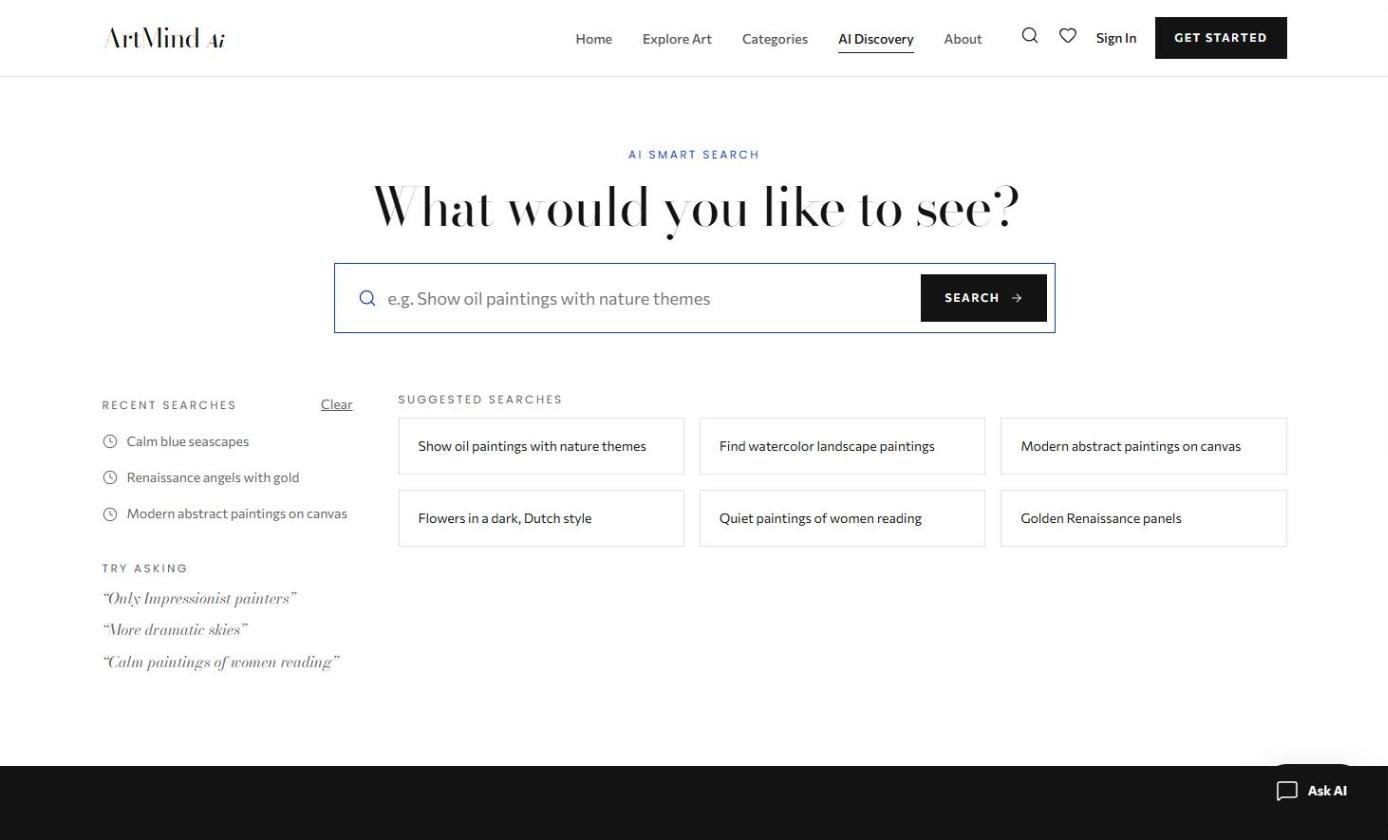 ArtMind Ai
Home Explore Art Categories AI Discovery About Sign In GET STARTED
AI SMART SEARCH
What would you like to see?
e.g. Show oil paintings with nature themes SEARCH →
RECENT SEARCHES Clear
Calm blue seascapes
Renaissance angels with gold
Modern abstract paintings on canvas
TRY ASKING
“Only Impressionist painters”
“More dramatic skies”
“Calm paintings of women reading”
SUGGESTED SEARCHES
Show oil paintings with nature themes
Find watercolor landscape paintings
Modern abstract paintings on canvas
Flowers in a dark, Dutch style
Quiet paintings of women reading
Golden Renaissance panels
Ask AI